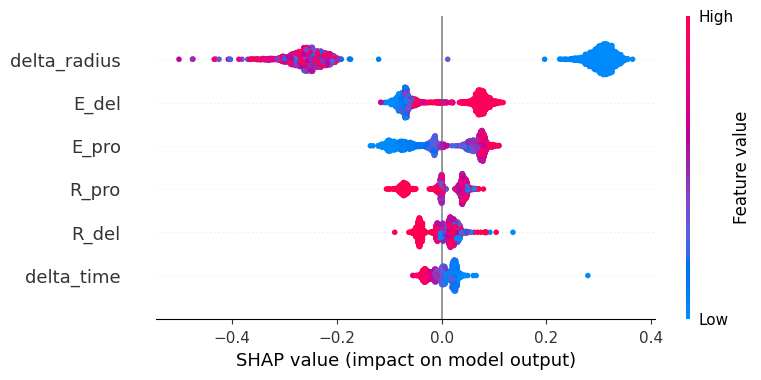 High
delta_radius
E_del
E_pro
R_pro
R_del
delta_time
Feature value
Low
−0.4 −0.2 0.0 0.2 0.4
SHAP value (impact on model output)